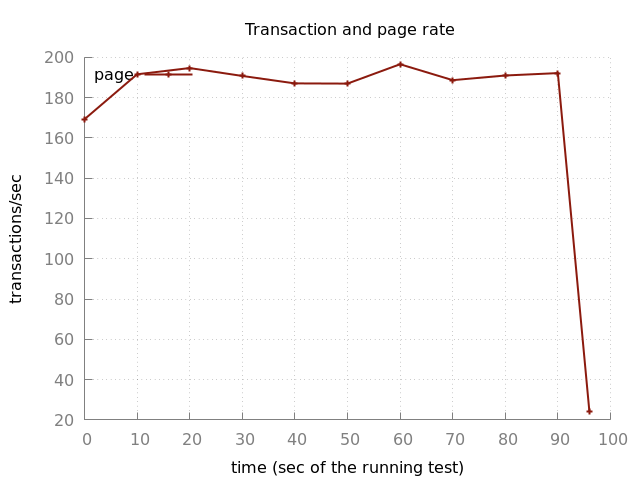 Transaction and page rate
200
page
180
160
140
120
100
80
60
40
20
transactions/sec
0 10 20 30 40 50 60 70 80 90 100
time (sec of the running test)